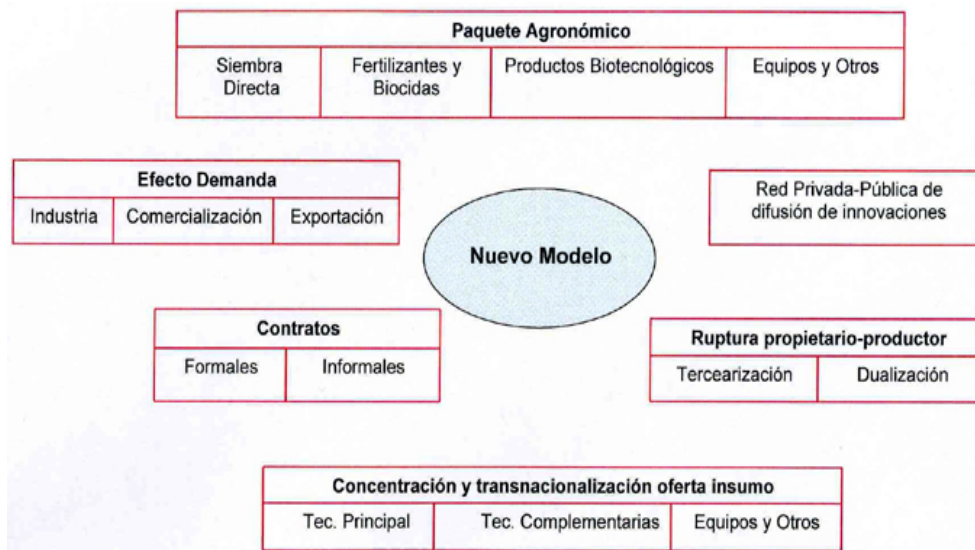 Paquete Agronómico
Siembra Directa
Fertilizantes y Biocidas
Productos Biotecnológicos
Equipos y Otros
Efecto Demanda
Industria
Comercialización
Exportación
Red Privada-Pública de
difusión de innovaciones
Nuevo Modelo
Contratos
Formales
Informales
Ruptura propietario-productor
Tercearización
Dualización
Concentración y transnacionalización oferta insumo
Tec. Principal
Tec. Complementarias
Equipos y Otros